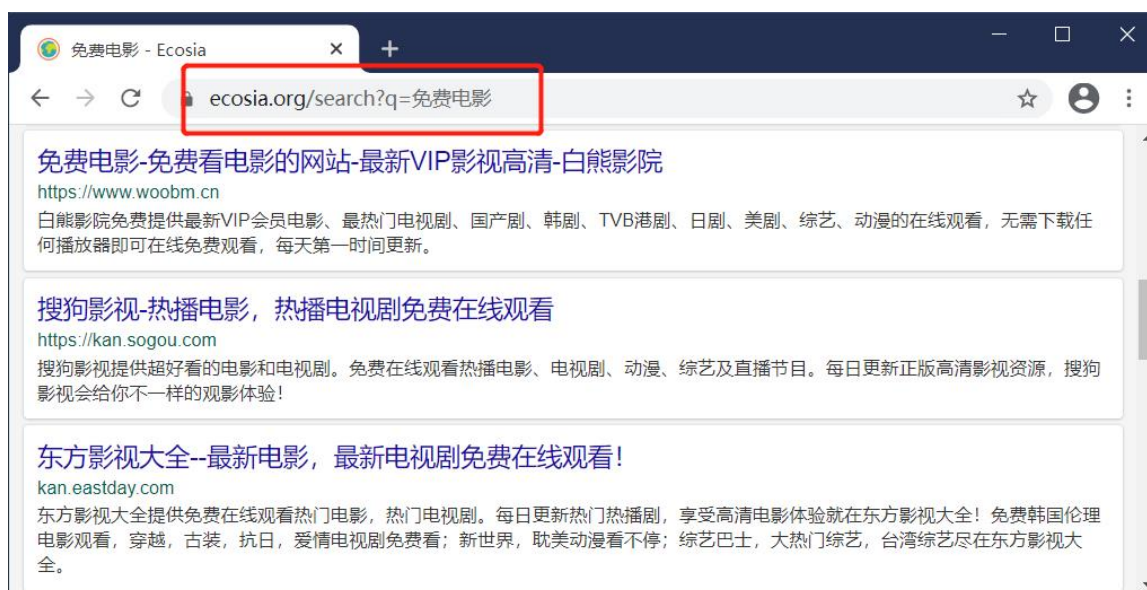 免费电影 - Ecosia
ecosia.org/search?q=免费电影
免费电影-免费看电影的网站-最新VIP影视高清-白熊影院
https://www.woobm.cn
白熊影院免费提供最新VIP会员电影、最热门电视剧、国产剧、韩剧、TVB港剧、日剧、美剧、综艺、动漫的在线观看，无需下载任
何播放器即可在线免费观看，每天第一时间更新。
搜狗影视-热播电影，热播电视剧免费在线观看
https://kan.sogou.com
搜狗影视提供超好看的电影和电视剧。免费在线观看热播电影、电视剧、动漫、综艺及直播节目。每日更新正版高清影视资源，搜狗
影视会给你不一样的观影体验！
东方影视大全--最新电影，最新电视剧免费在线观看！
kan.eastday.com
东方影视大全提供免费在线观看热门电影，热门电视剧。每日更新热门热播剧，享受高清电影体验就在东方影视大全！免费韩国伦理
电影观看，穿越，古装，抗日，爱情电视剧免费看；新世界，耽美动漫看不停；综艺巴士，大热门综艺，台湾综艺尽在东方影视大
全。